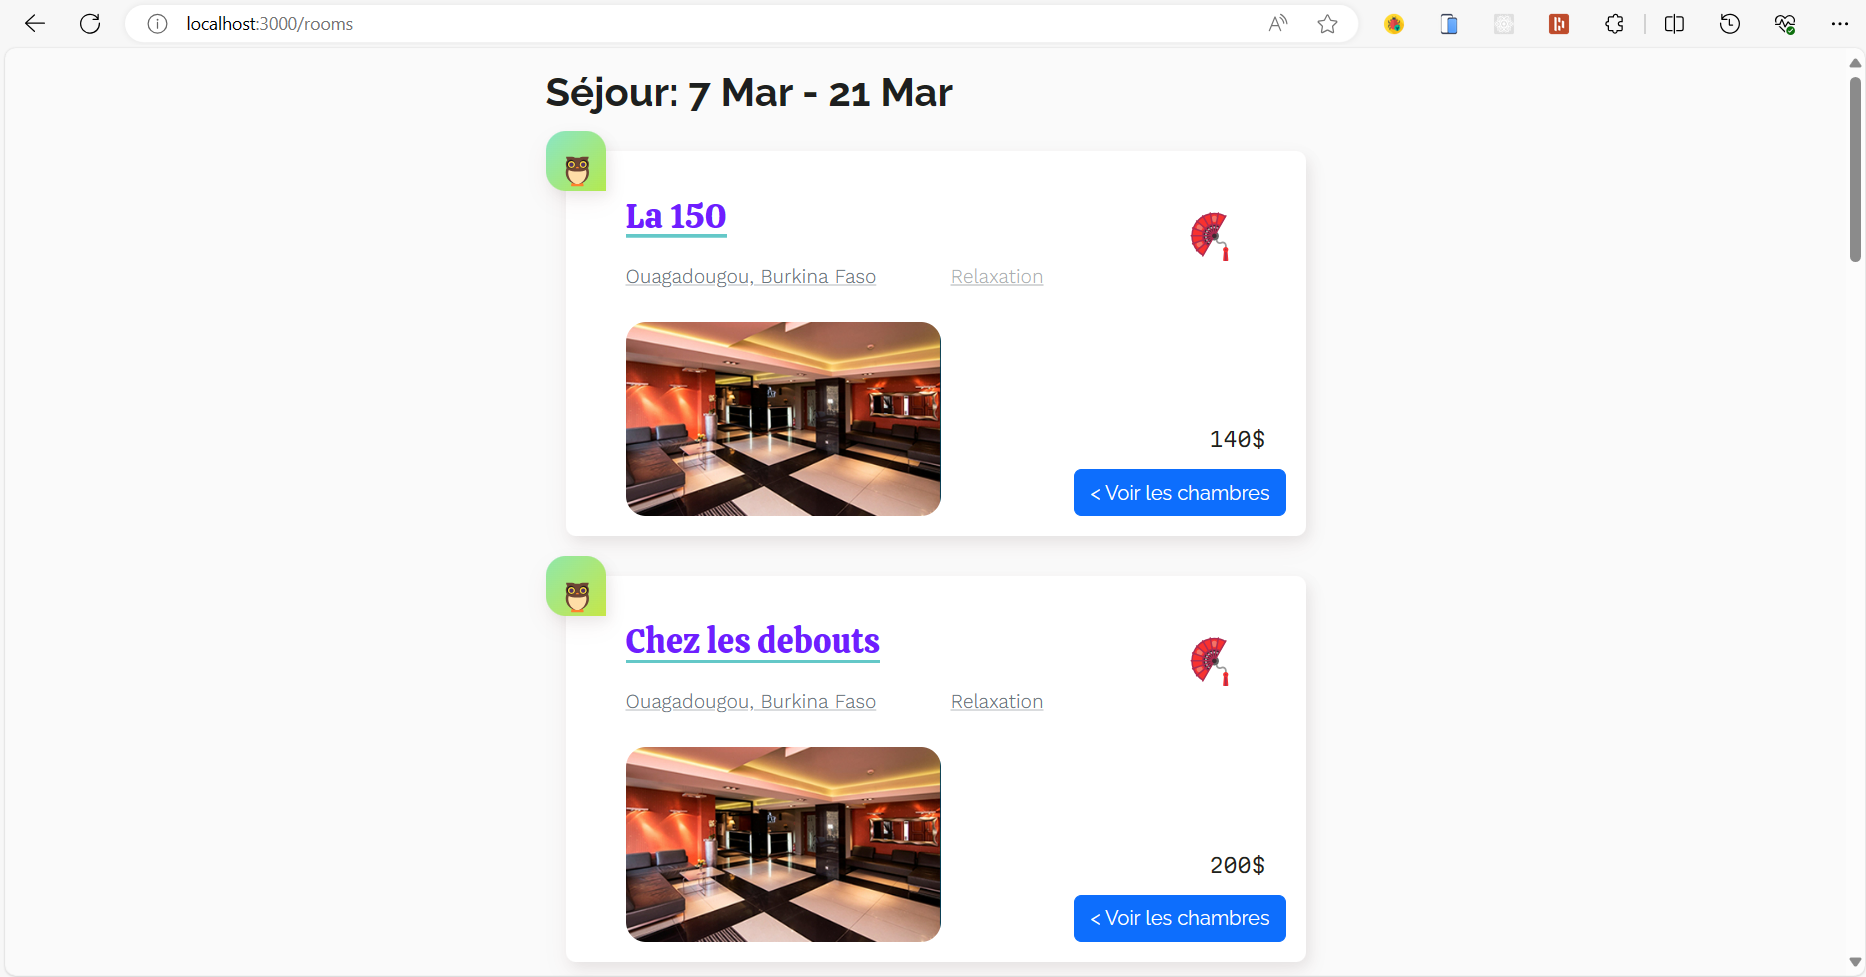 localhost:3000/rooms
Séjour: 7 Mar - 21 Mar
La 150
Ouagadougou, Burkina Faso
Relaxation
140$
< Voir les chambres
Chez les debouts
Ouagadougou, Burkina Faso
Relaxation
200$
< Voir les chambres